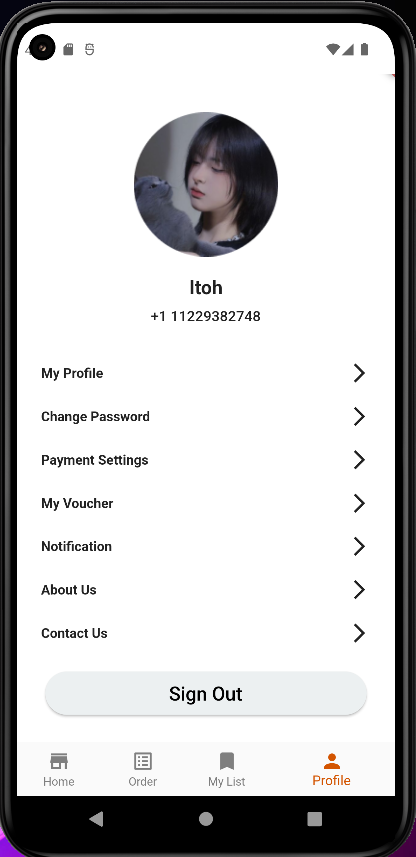 Itoh
+1 11229382748
My Profile
Change Password
Payment Settings
My Voucher
Notification
About Us
Contact Us
Sign Out
Home
Order
My List
Profile